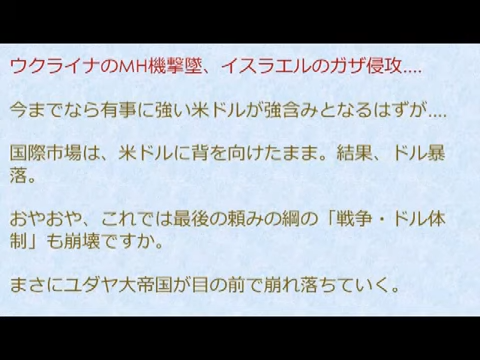 ウクライナのMH機撃墜、イスラエルのガザ侵攻....
今までなら有事に強い米ドルが強含みとなるはずが....
国際市場は、米ドルに背を向けたまま。結果、ドル暴
落。
おやおや、これでは最後の頼みの綱の「戦争・ドル体
制」も崩壊ですか。
まさにユダヤ大帝国が目の前で崩れ落ちていく。